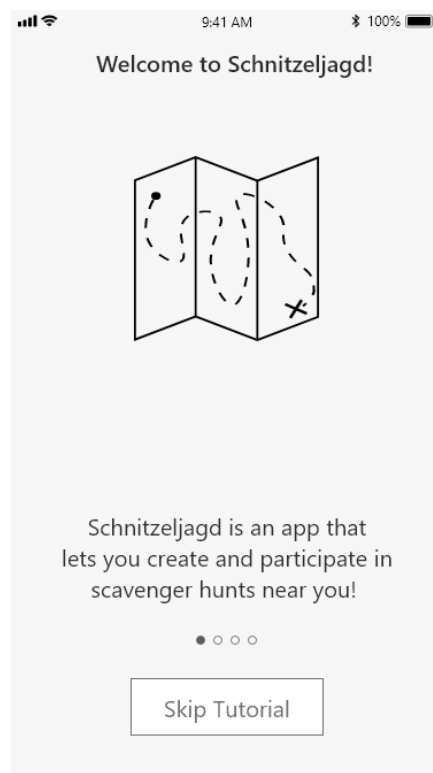 9:41 AM 100%
Welcome to Schnitzeljagd!
Schnitzeljagd is an app that
lets you create and participate in
scavenger hunts near you!
Skip Tutorial